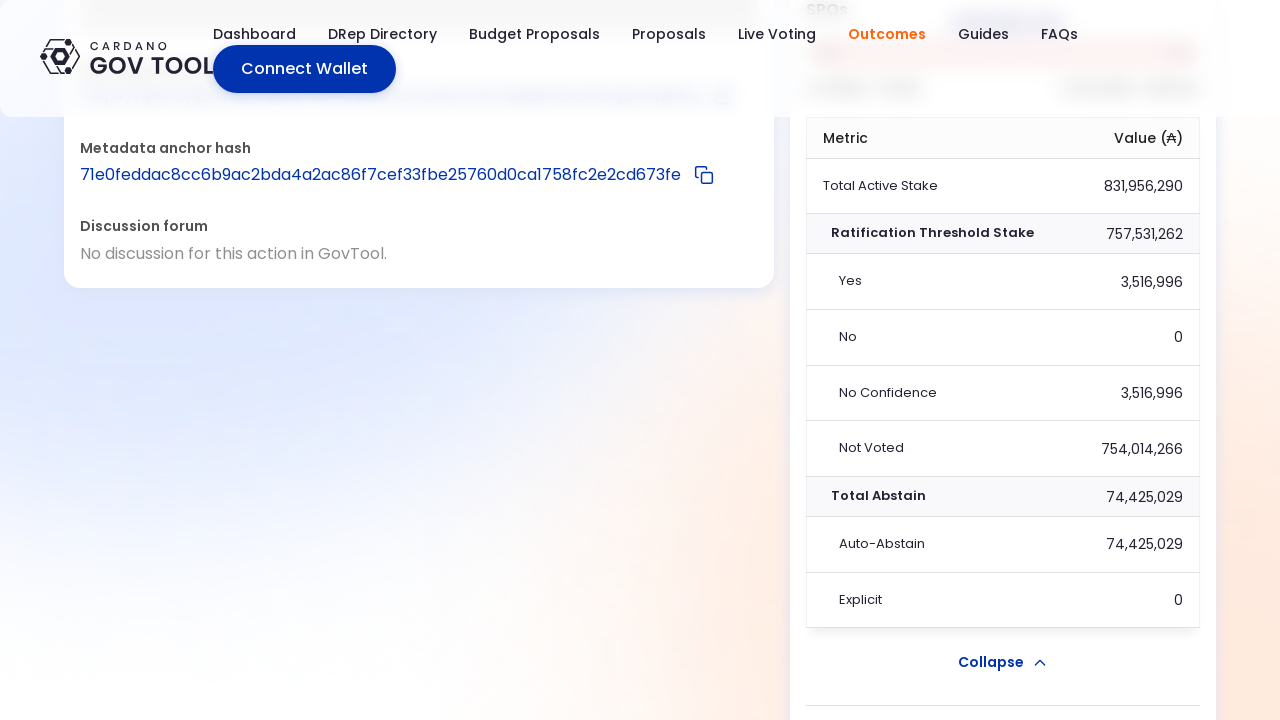 SPOs
Dashboard DRep Directory Budget Proposals Proposals Live Voting Outcomes Guides FAQs
CARDANO
GOV TOOL
Connect Wallet
Metadata anchor hash
71e0feddac8cc6b9ac2bda4a2ac86f7cef33fbe25760d0ca1758fc2e2cd673fe
Discussion forum
No discussion for this action in GovTool.
Metric Value (₳)
Total Active Stake 831,956,290
Ratification Threshold Stake 757,531,262
Yes 3,516,996
No 0
No Confidence 3,516,996
Not Voted 754,014,266
Total Abstain 74,425,029
Auto-Abstain 74,425,029
Explicit 0
Collapse